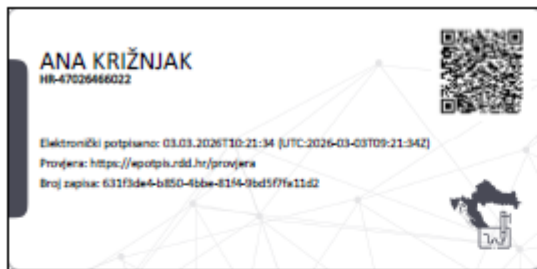 ANA KRIŽNJAK
HR-47026466022
Elektronički potpisano: 03.03.2026T10:21:34 (UTC:2026-03-03T09:21:34Z)
Provjera: https://epotpis.rdd.hr/provjera
Broj zapisa: 631f3de4-b850-4bbe-81f4-9bd5f7fa11d2